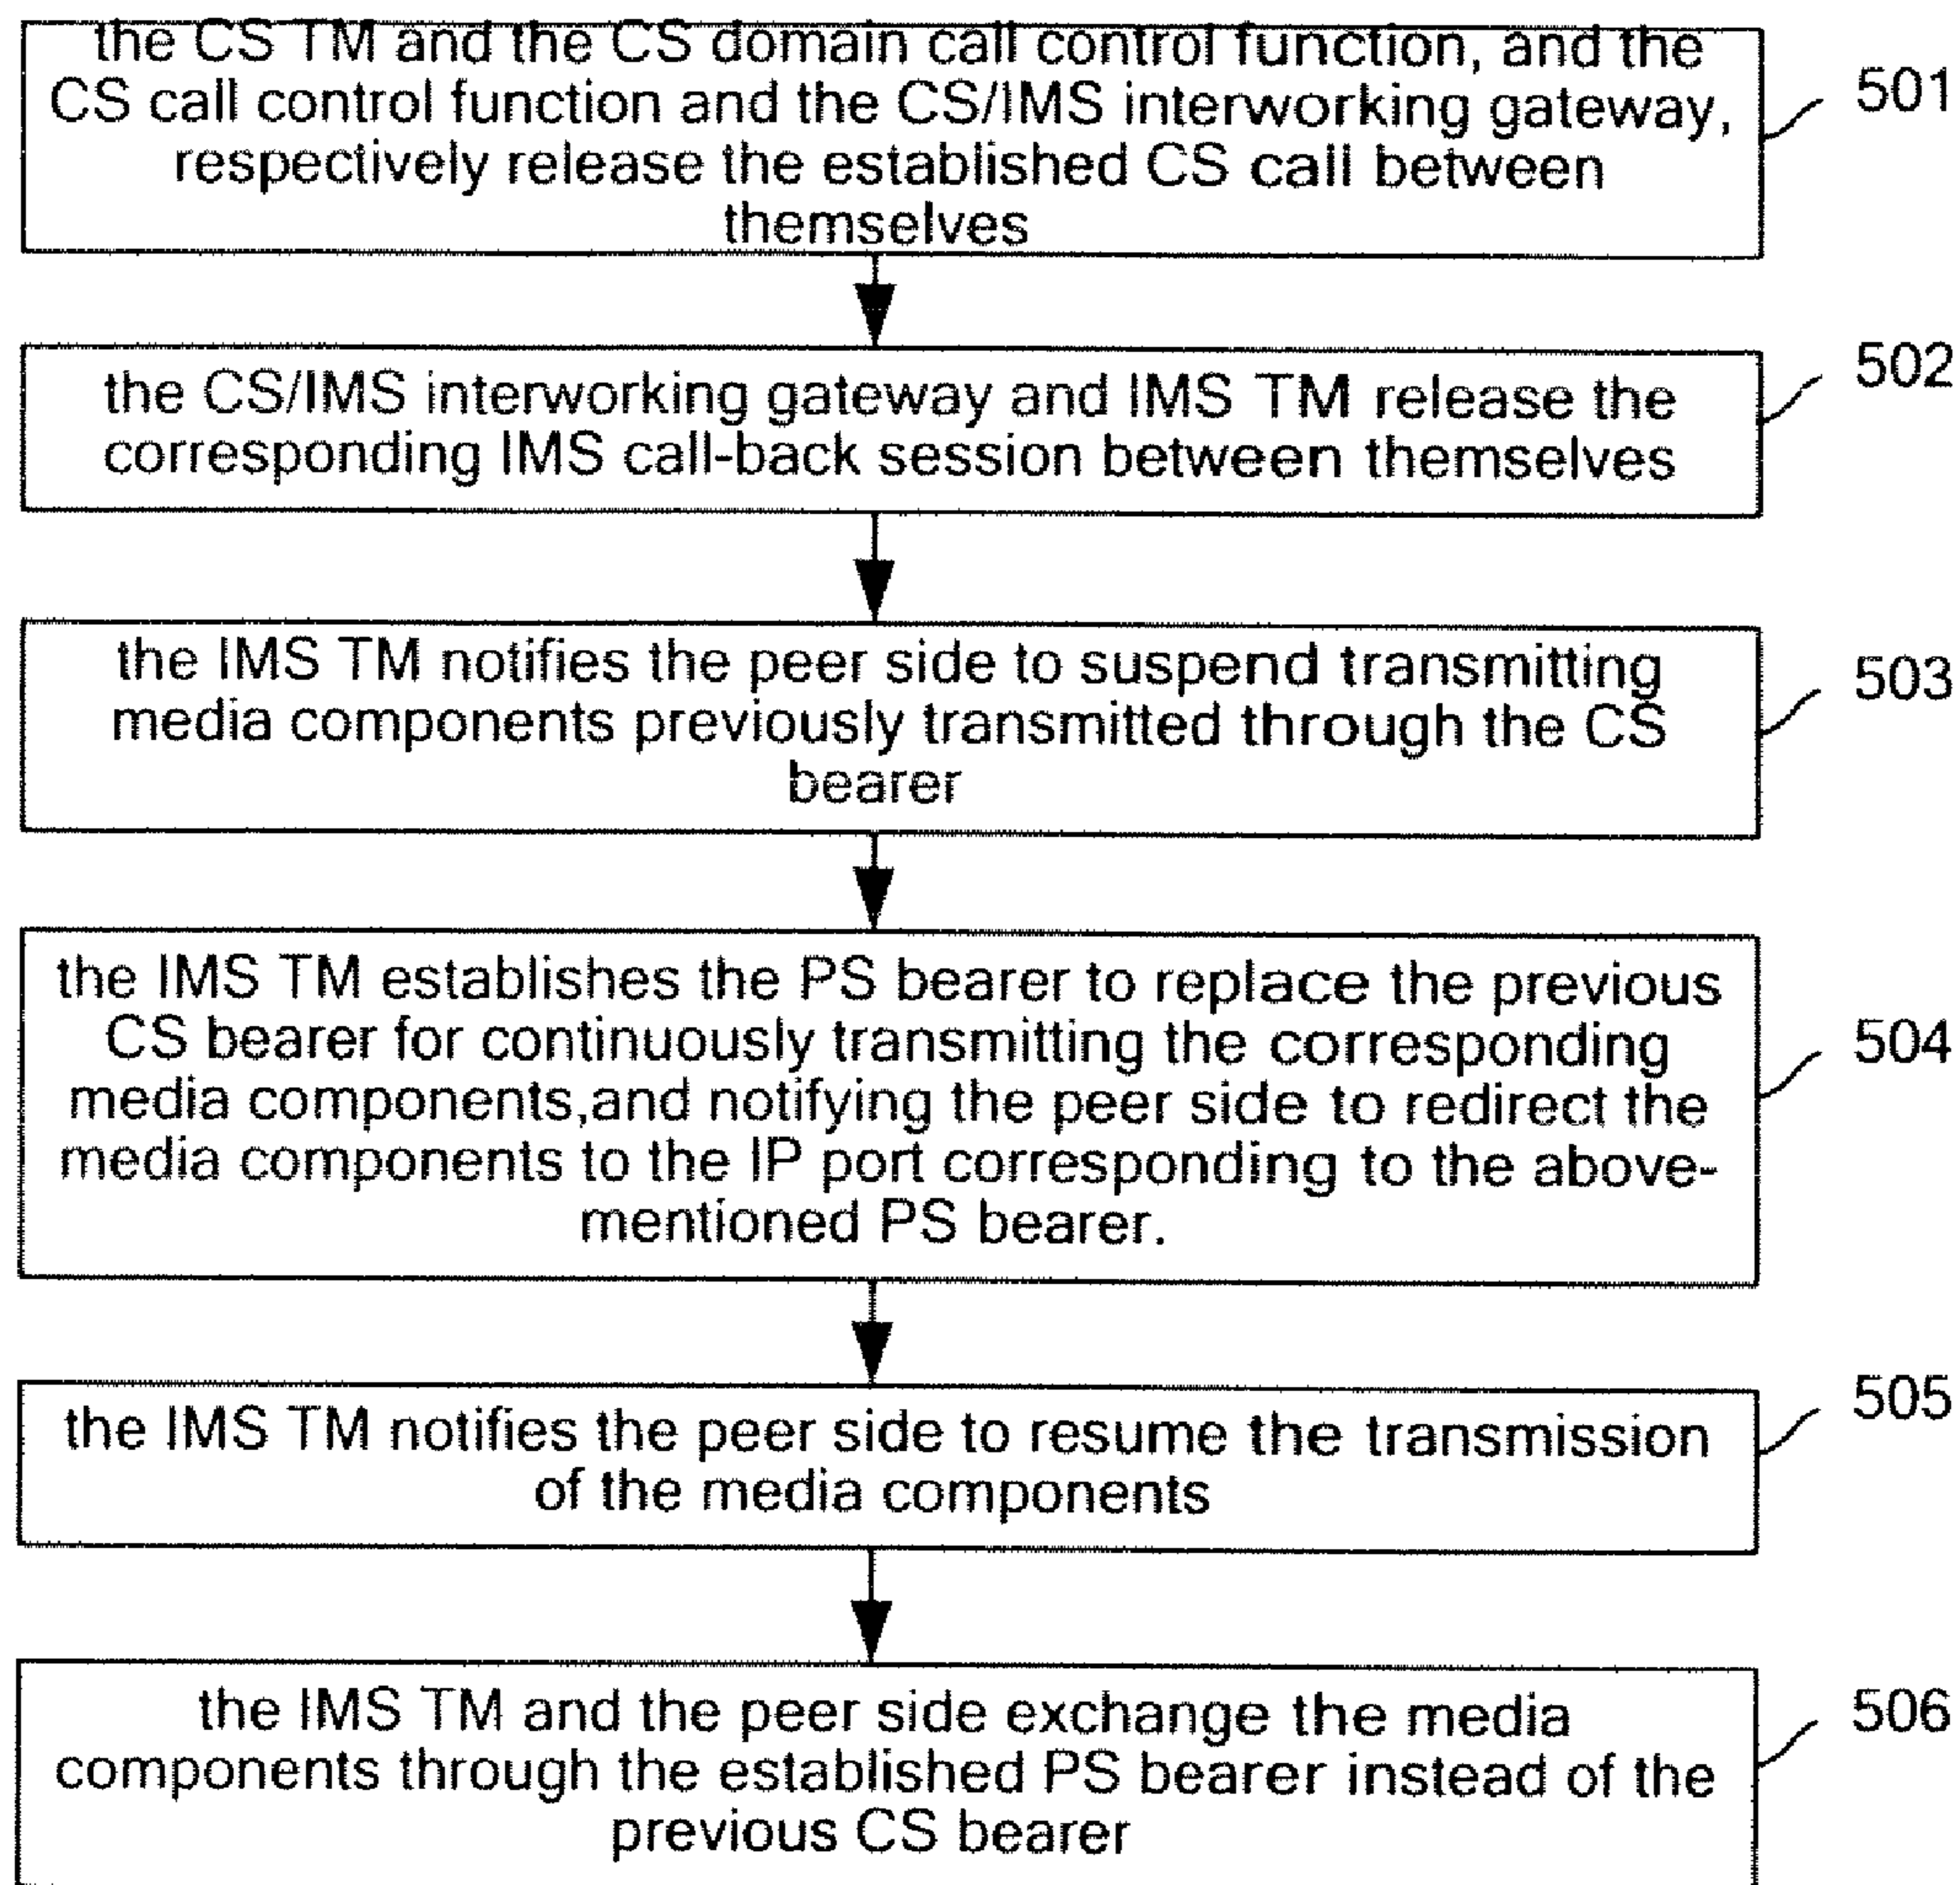 the CS TM and the CS domain call control function, and the
CS call control function and the CS/IMS interworking gateway,
respectively release the established CS call between
themselves
501
the CS/IMS interworking gateway and IMS TM release the
corresponding IMS call-back session between themselves
502
the IMS TM notifies the peer side to suspend transmitting
media components previously transmitted through the CS
bearer
503
the IMS TM establishes the PS bearer to replace the previous
CS bearer for continuously transmitting the corresponding
media components,and notifying the peer side to redirect the
media components to the IP port corresponding to the above-
mentioned PS bearer.
504
the IMS TM notifies the peer side to resume the transmission
of the media components
505
the IMS TM and the peer side exchange the media
components through the established PS bearer instead of the
previous CS bearer
506